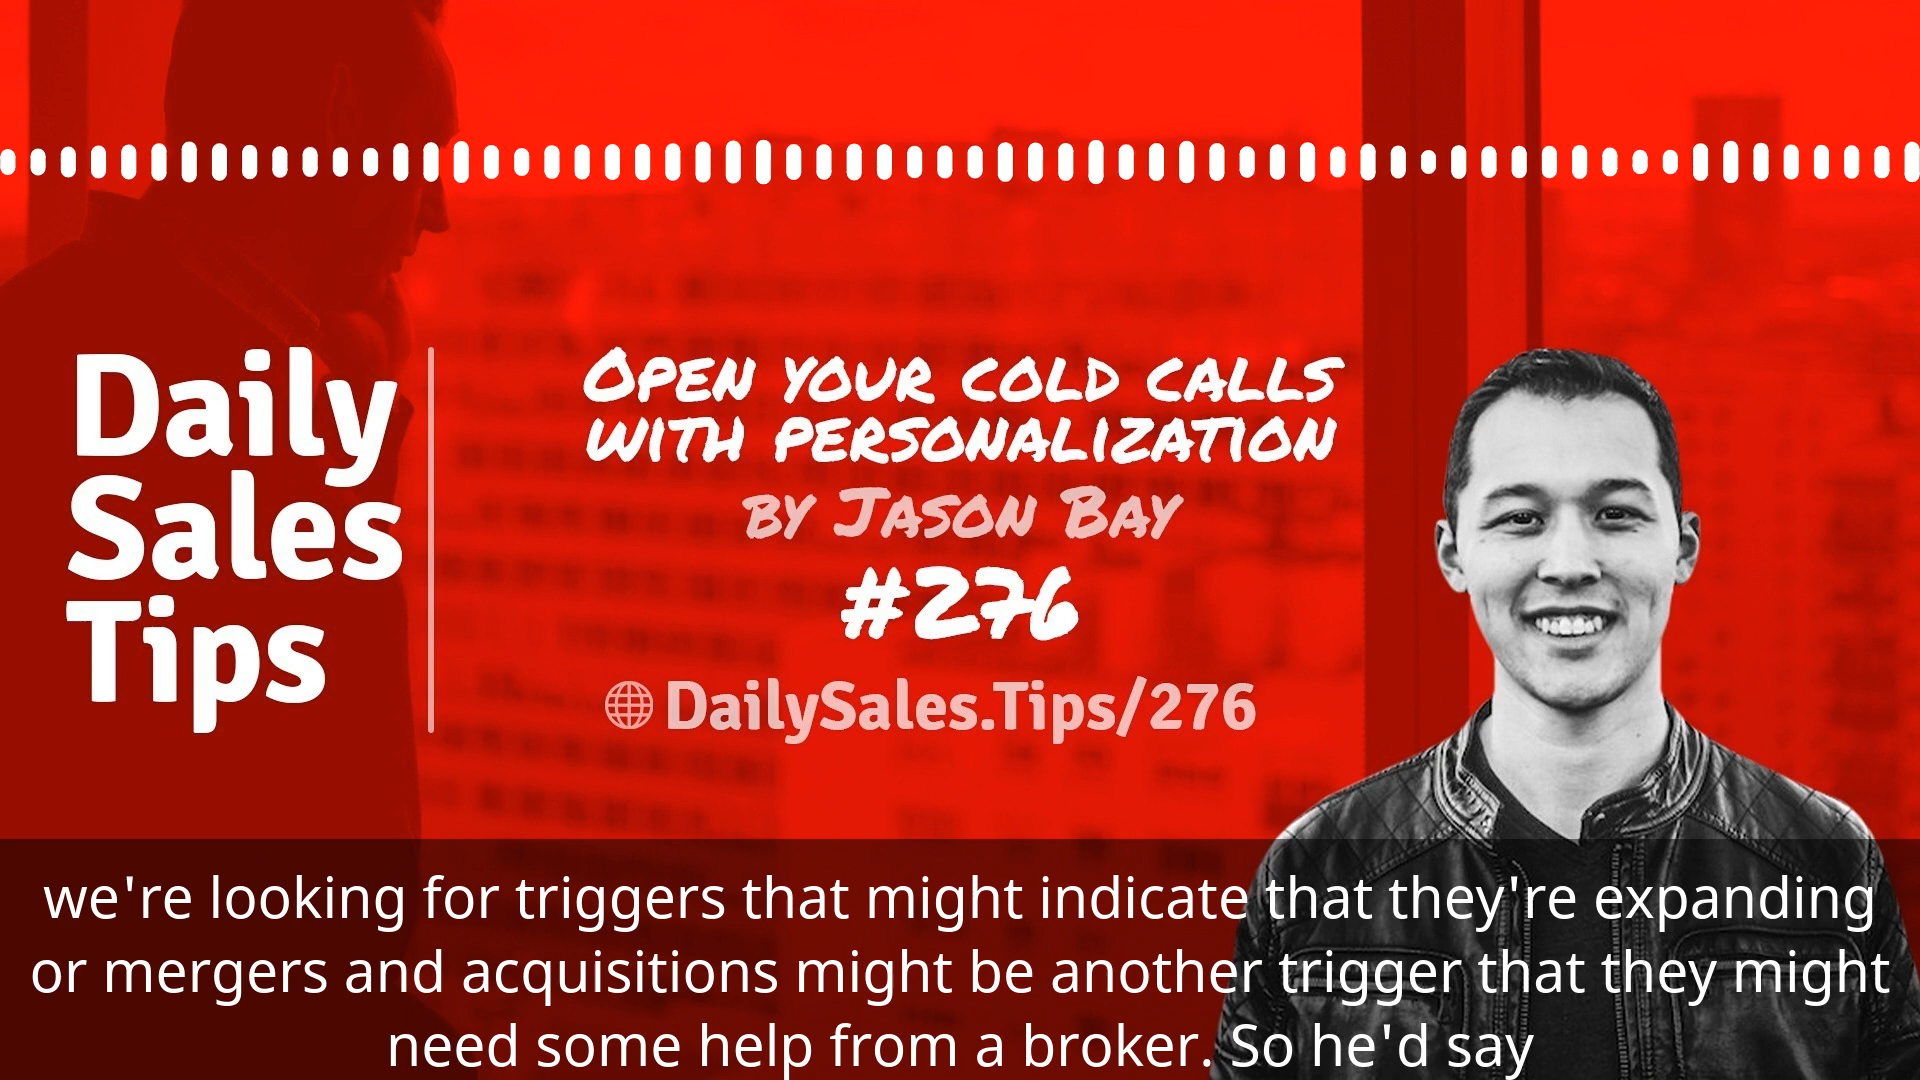 Daily
Sales
Tips
Open your cold calls
with personalization
by Jason Bay
#276
DailySales.Tips/276
we're looking for triggers that might indicate that they're expanding
or mergers and acquisitions might be another trigger that they might
need some help from a broker. So he'd say